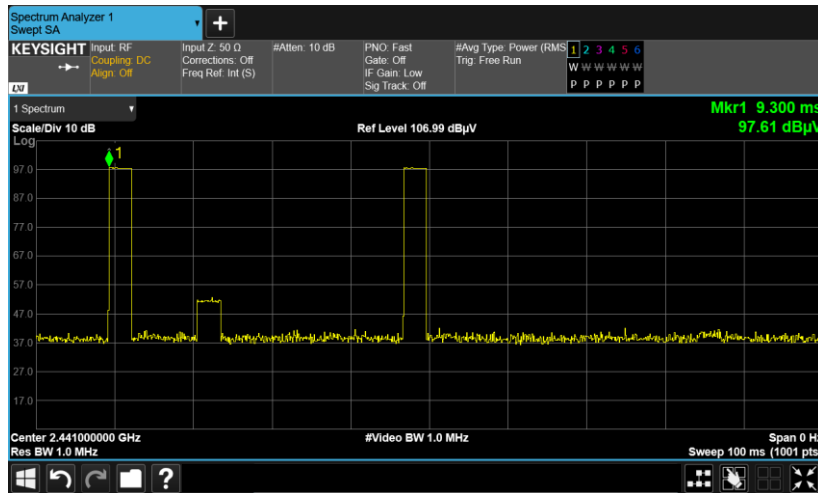 Spectrum Analyzer 1
Swept SA
+
KEYSIGHT
Input: RF
Coupling: DC
Align: Off
Input Z: 50 Ω
Corrections: Off
Freq Ref: Int (S)
#Atten: 10 dB
PNO: Fast
Gate: Off
IF Gain: Low
Sig Track: Off
#Avg Type: Power (RMS
Trig: Free Run
1 2 3 4 5 6
W W W W W W
P P P P P P
LXI
1 Spectrum
Scale/Div 10 dB
Ref Level 106.99 dBµV
Mkr1 9.300 ms
97.61 dBµV
Log
1
97.0
87.0
77.0
67.0
57.0
47.0
37.0
27.0
17.0
Center 2.441000000 GHz
Res BW 1.0 MHz
#Video BW 1.0 MHz
Span 0 Hz
Sweep 100 ms (1001 pts
?